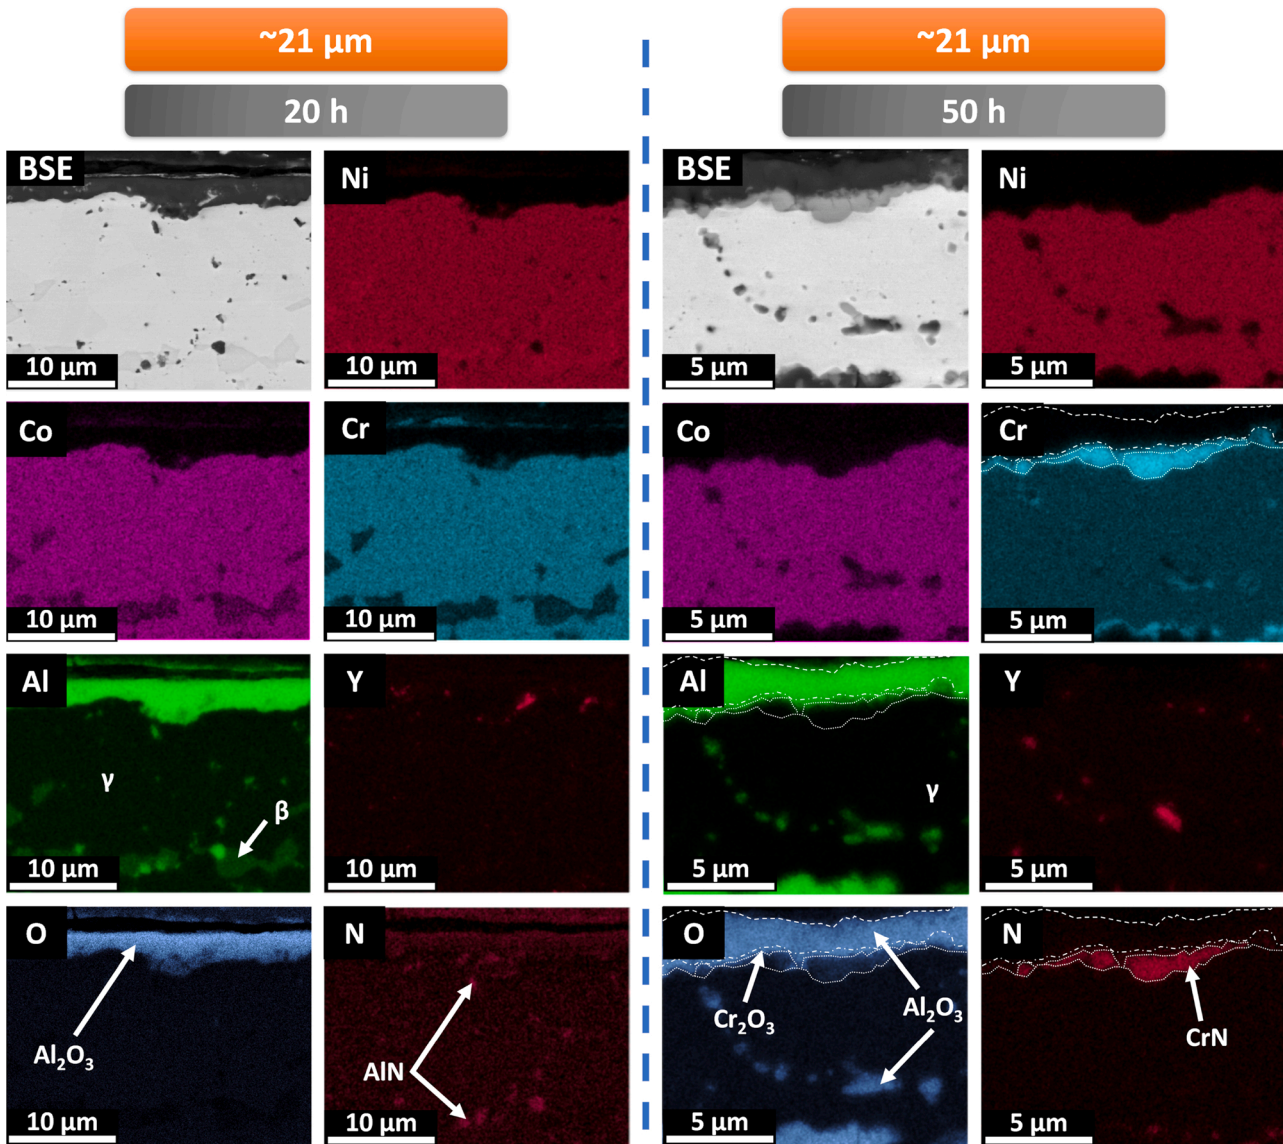 ~21 µm
20 h
BSE
10 µm
Ni
10 µm
Co
10 µm
Cr
10 µm
Al
γ
β
10 µm
Y
10 µm
O
Al₂O₃
10 µm
N
AlN
10 µm
~21 µm
50 h
BSE
5 µm
Ni
5 µm
Co
5 µm
Cr
5 µm
Al
γ
5 µm
Y
5 µm
O
Cr₂O₃
Al₂O₃
5 µm
N
CrN
5 µm